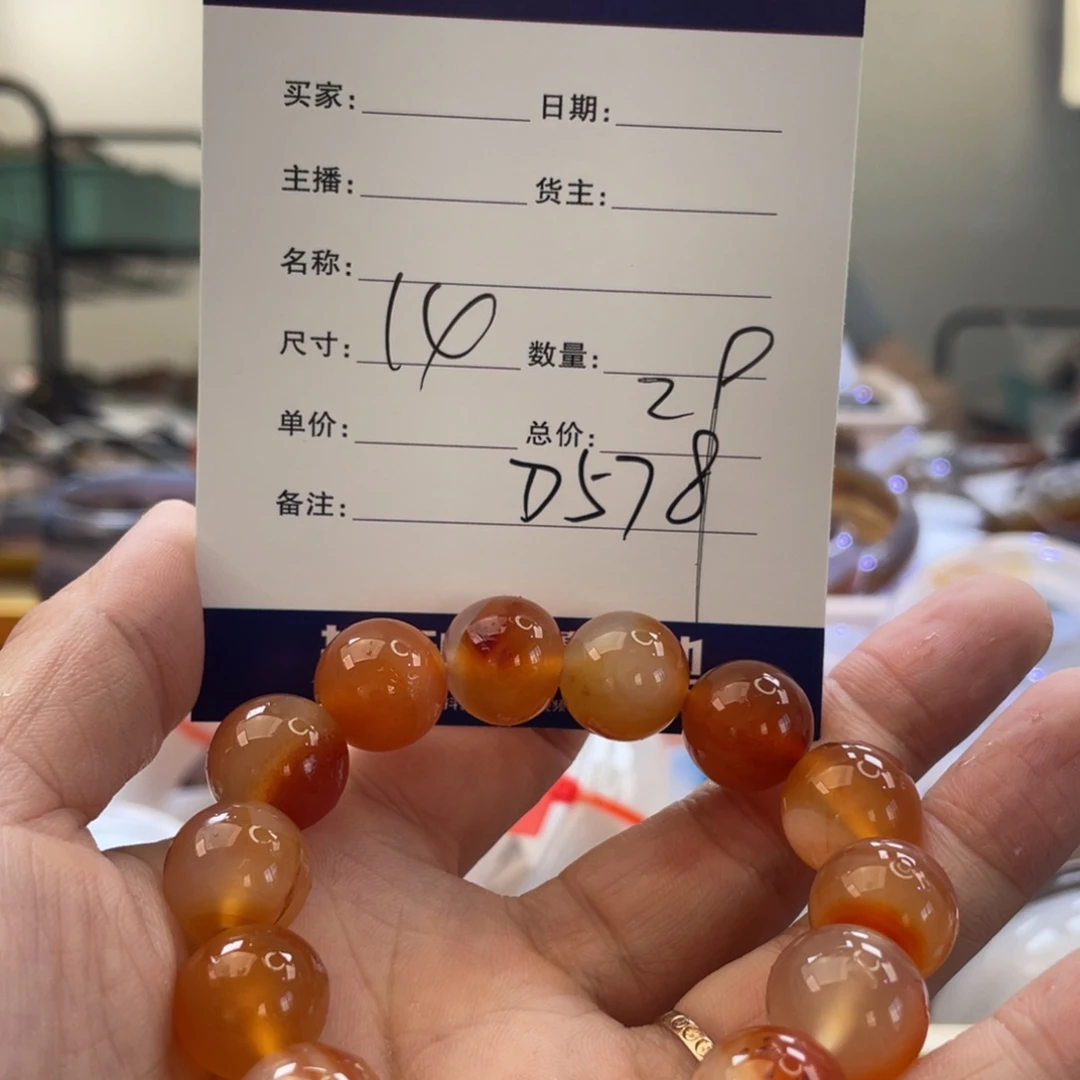 买家: 日期:
主播: 货主:
名称:
尺寸: 14 数量:
2P
单价: 总价:
D578
备注: